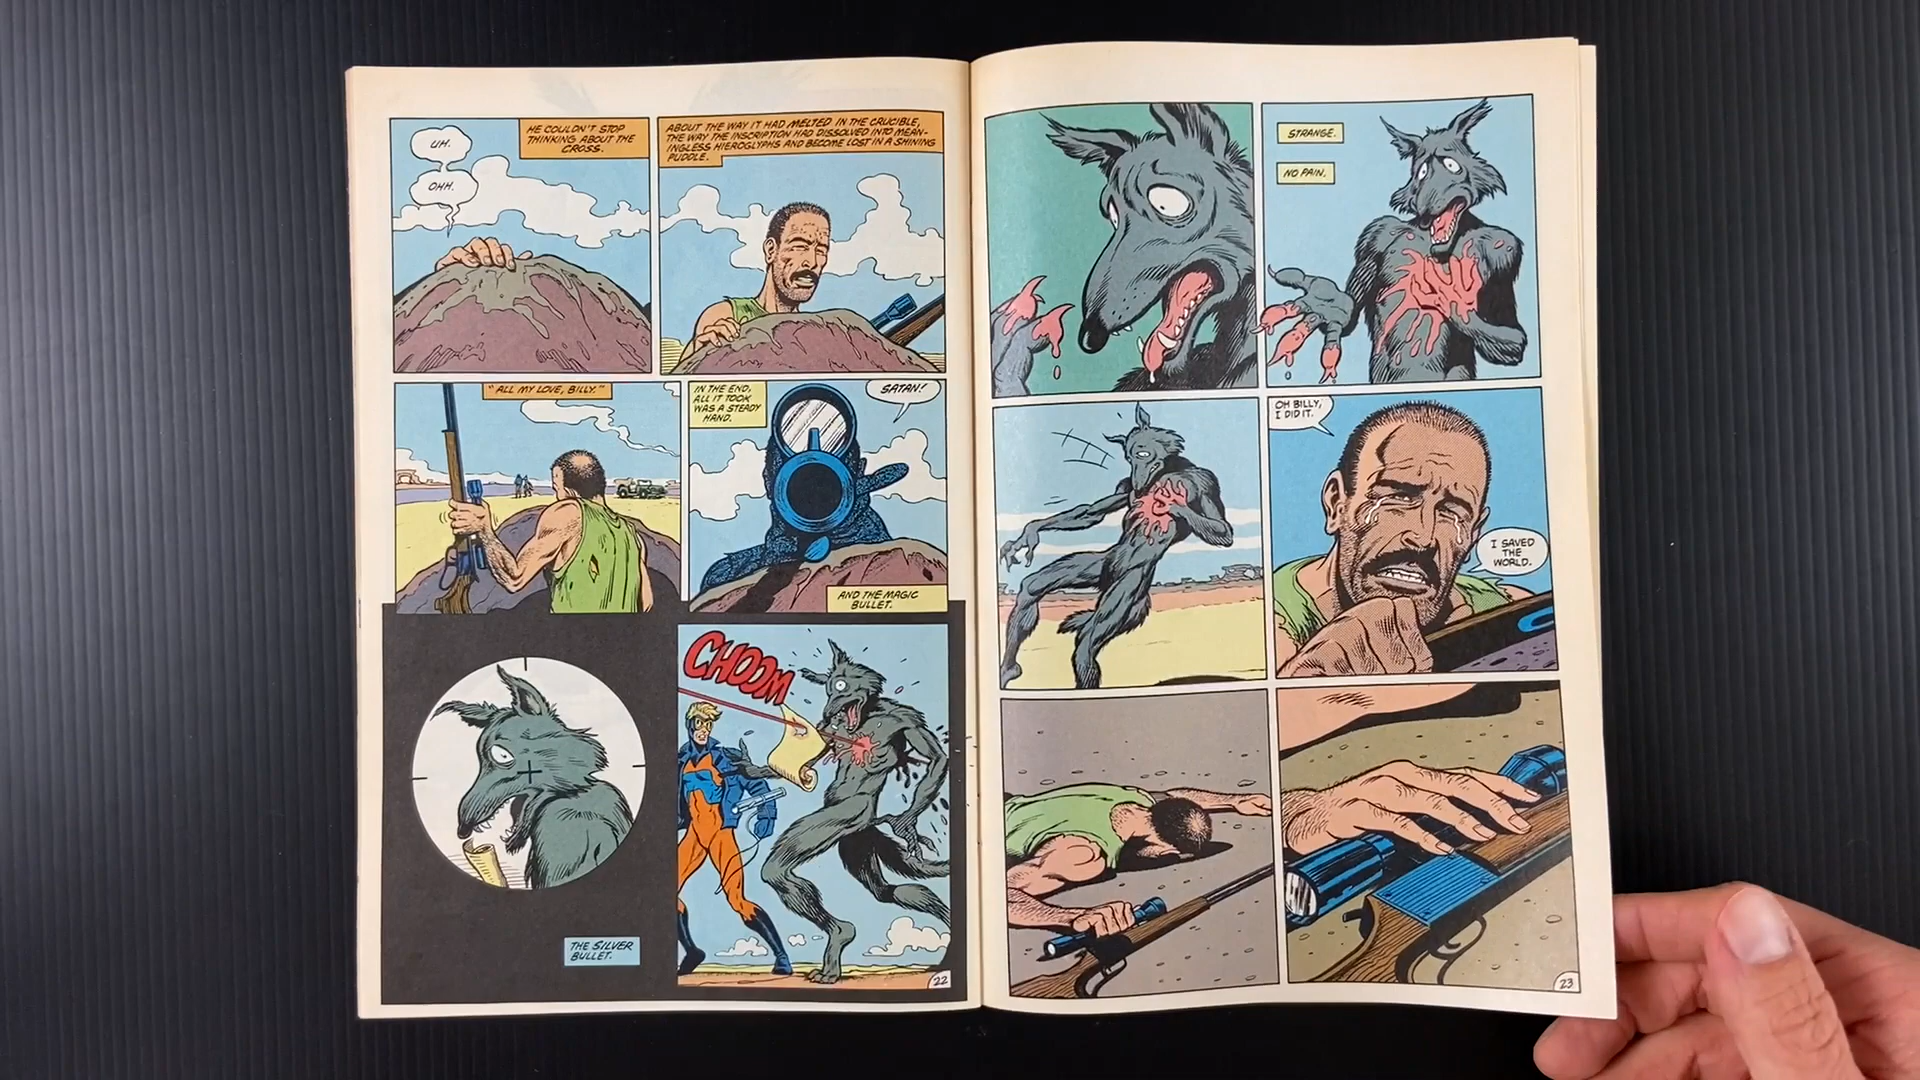 UH.
OHH.
HE COULDN'T STOP
THINKING ABOUT THE
CROSS.
ABOUT THE WAY IT HAD MELTED IN THE CRUCIBLE,
THE WAY THE INSCRIPTION HAD DISSOLVED INTO MEAN-
INGLESS HIEROGLYPHS AND BECOME LOST IN A SHINING
PUDDLE.
"ALL MY LOVE, BILLY."
IN THE END,
ALL IT TOOK
WAS A STEADY
HAND.
SATAN!
AND THE MAGIC
BULLET.
THE SILVER
BULLET.
CHOOM
22
STRANGE.
NO PAIN.
OH BILLY,
I DID IT.
I SAVED
THE
WORLD.
23